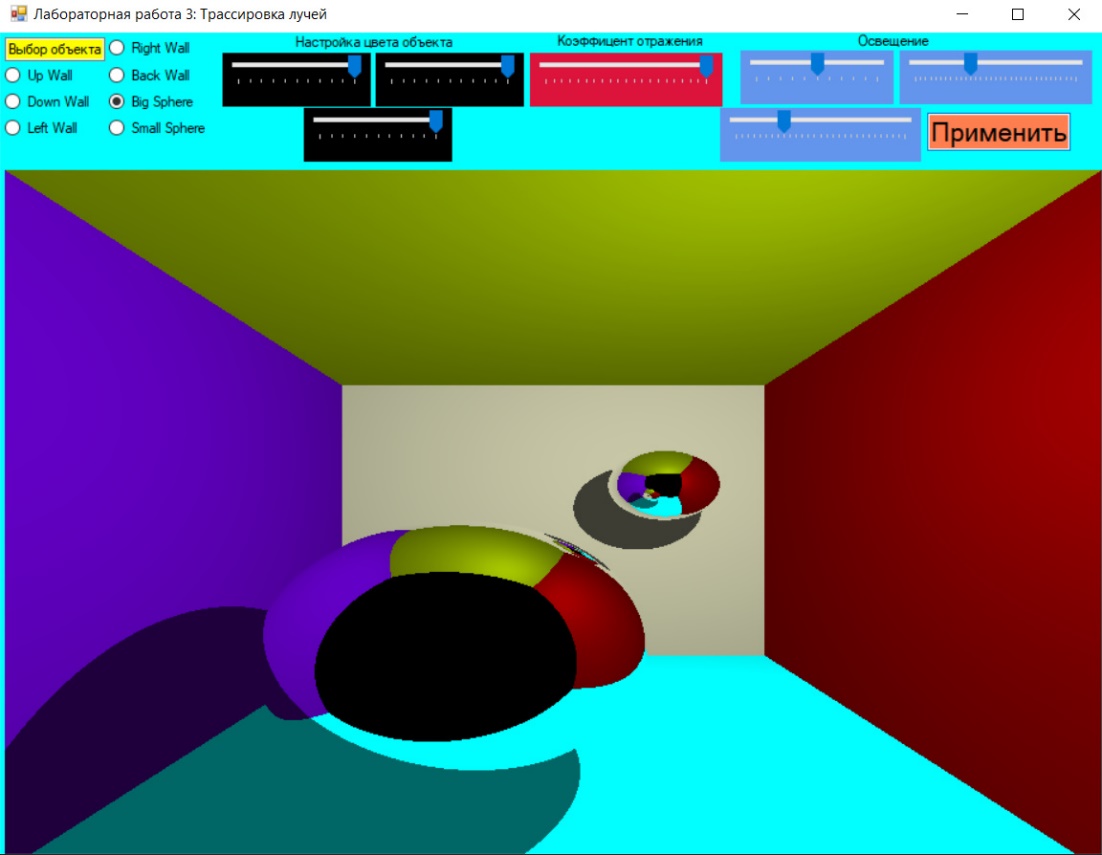 Лабораторная работа 3: Трассировка лучей
Выбор объекта
Right Wall
Up Wall
Back Wall
Down Wall
Big Sphere
Left Wall
Small Sphere
Настройка цвета объекта
Коэффицент отражения
Освещение
Применить